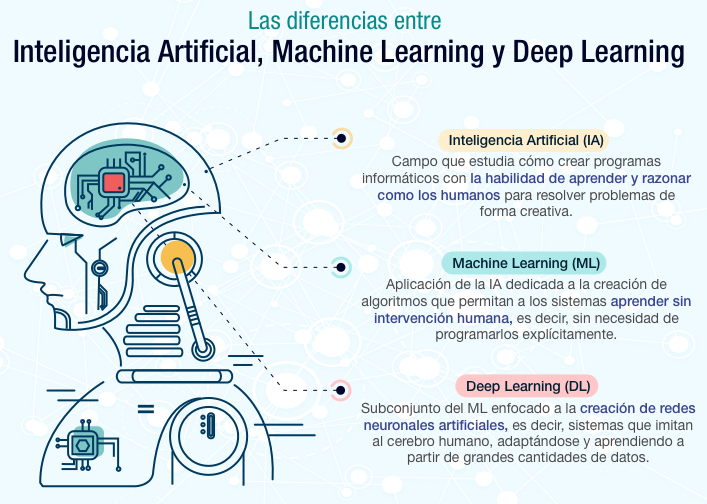 Las diferencias entre
Inteligencia Artificial, Machine Learning y Deep Learning
Inteligencia Artificial (IA)
Campo que estudia cómo crear programas
informáticos con la habilidad de aprender y razonar
como los humanos para resolver problemas de
forma creativa.
Machine Learning (ML)
Aplicación de la IA dedicada a la creación de
algoritmos que permitan a los sistemas aprender sin
intervención humana, es decir, sin necesidad de
programarlos explícitamente.
Deep Learning (DL)
Subconjunto del ML enfocado a la creación de redes
neuronales artificiales, es decir, sistemas que imitan
al cerebro humano, adaptándose y aprendiendo a
partir de grandes cantidades de datos.